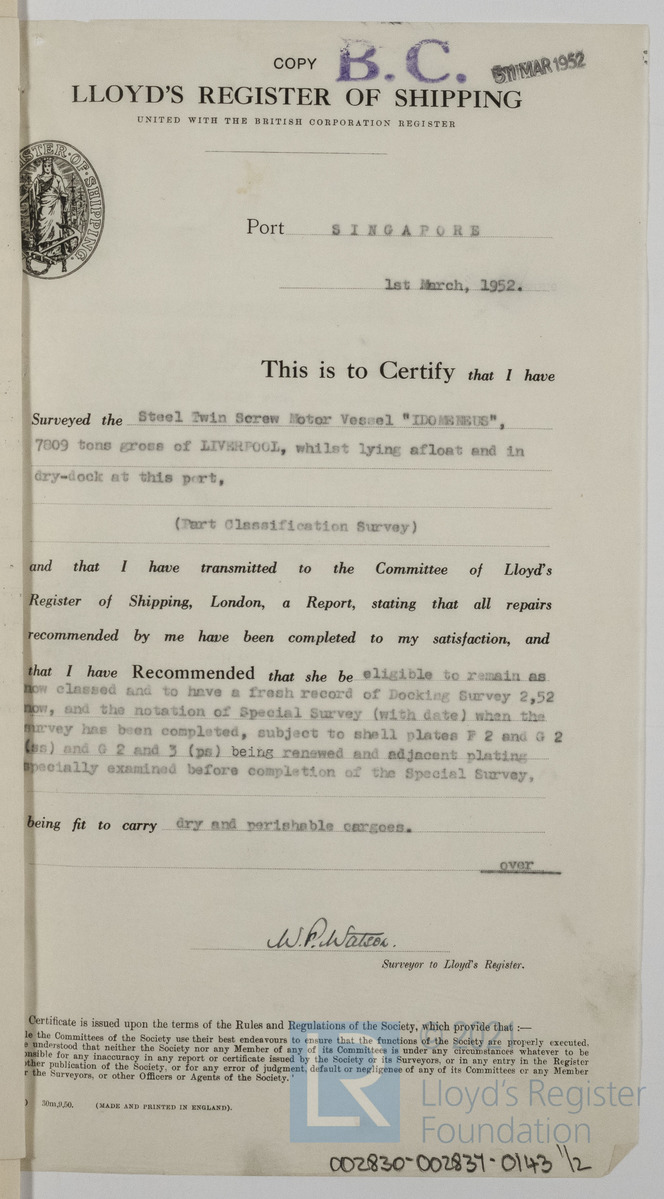 COPY B.C. MAR 1952
LLOYD'S REGISTER OF SHIPPING
UNITED WITH THE BRITISH CORPORATION REGISTER
STER·OF·SHIPPING.
Port SINGAPORE
1st March, 1952.
This is to Certify that I have
Surveyed the Steel Twin Screw Motor Vessel "IDOMENEUS",
7809 tons gross of LIVERPOOL, whilst lying afloat and in
dry-dock at this port,
(Part Classification Survey)
and that I have transmitted to the Committee of Lloyd's
Register of Shipping, London, a Report, stating that all repairs
recommended by me have been completed to my satisfaction, and
that I have Recommended that she be eligible to remain as
now classed and to have a fresh record of Docking Survey 2,52
now, and the notation of Special Survey (with date) when the
survey has been completed, subject to shell plates F 2 and G 2
(ss) and G 2 and 3 (ps) being renewed and adjacent plating
specially examined before completion of the Special Survey,
being fit to carry dry and perishable cargoes.
over
W.P. Watson.
Surveyor to Lloyd's Register.
Certificate is issued upon the terms of the Rules and Regulations of the Society, which provide that :—
le the Committees of the Society use their best endeavours to ensure that the functions of the Society are properly executed,
understood that neither the Society nor any Member of any of its Committees is under any circumstances whatever to be
nsible for any inaccuracy in any report or certificate issued by the Society or its Surveyors, or in any entry in the Register
other publication of the Society, or for any error of judgment, default or negligence of any of its Committees or any Member
the Surveyors, or other Officers or Agents of the Society.'
) 30m,9,50. (MADE AND PRINTED IN ENGLAND).
LR Lloyd's Register
Foundation
002830-002837-0143 1/2